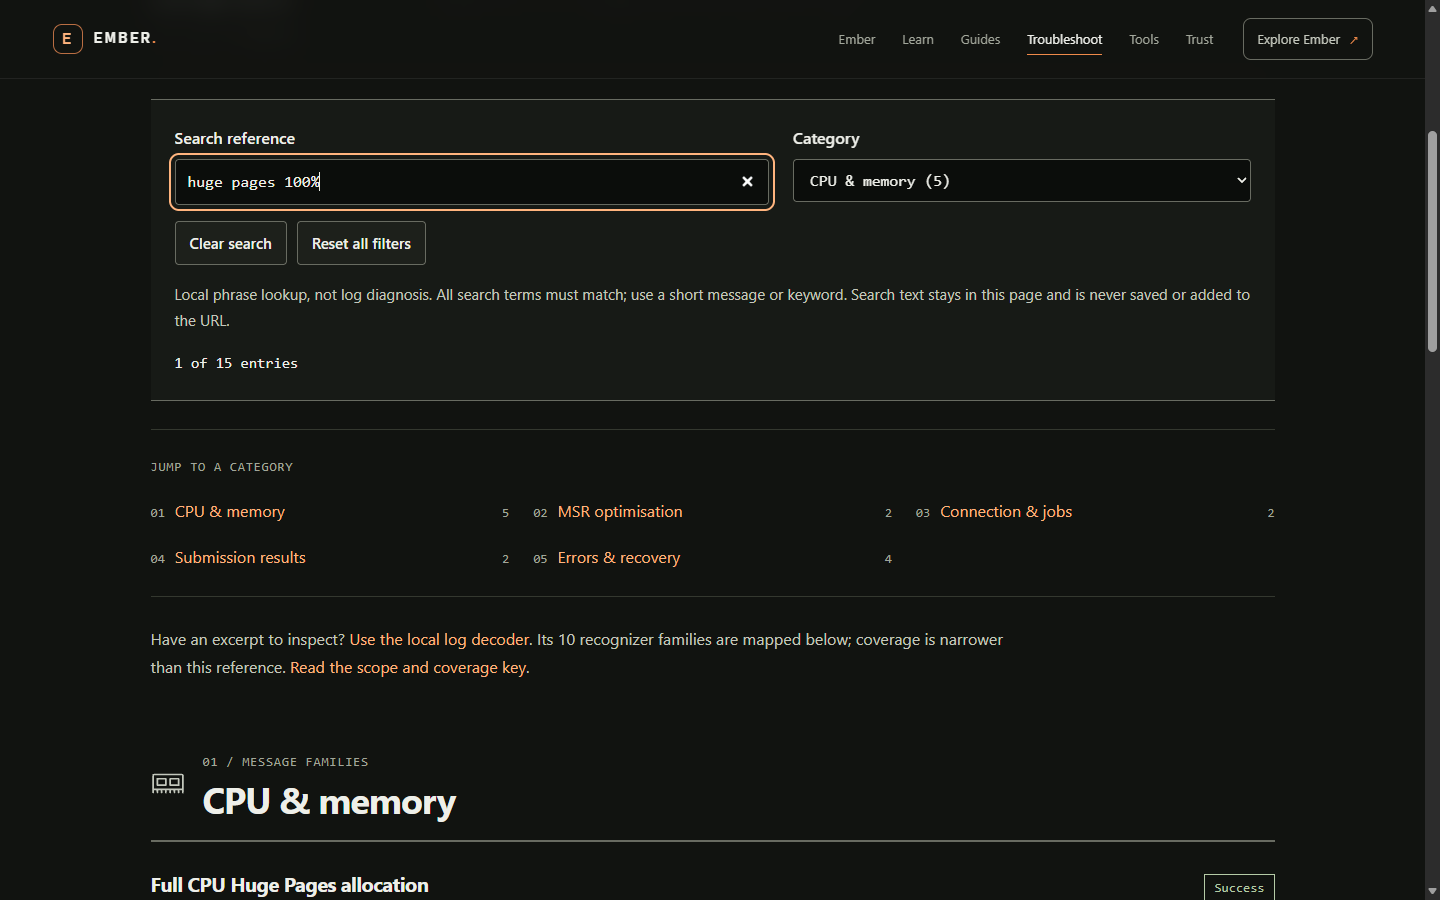 E EMBER.
Ember Learn Guides Troubleshoot Tools Trust Explore Ember ↗
Search reference
Category
huge pages 100%
CPU & memory (5)
Clear search
Reset all filters
Local phrase lookup, not log diagnosis. All search terms must match; use a short message or keyword. Search text stays in this page and is never saved or added to
the URL.
1 of 15 entries
JUMP TO A CATEGORY
01 CPU & memory 5
02 MSR optimisation 2
03 Connection & jobs 2
04 Submission results 2
05 Errors & recovery 4
Have an excerpt to inspect? Use the local log decoder. Its 10 recognizer families are mapped below; coverage is narrower
than this reference. Read the scope and coverage key.
01 / MESSAGE FAMILIES
CPU & memory
Full CPU Huge Pages allocation
Success